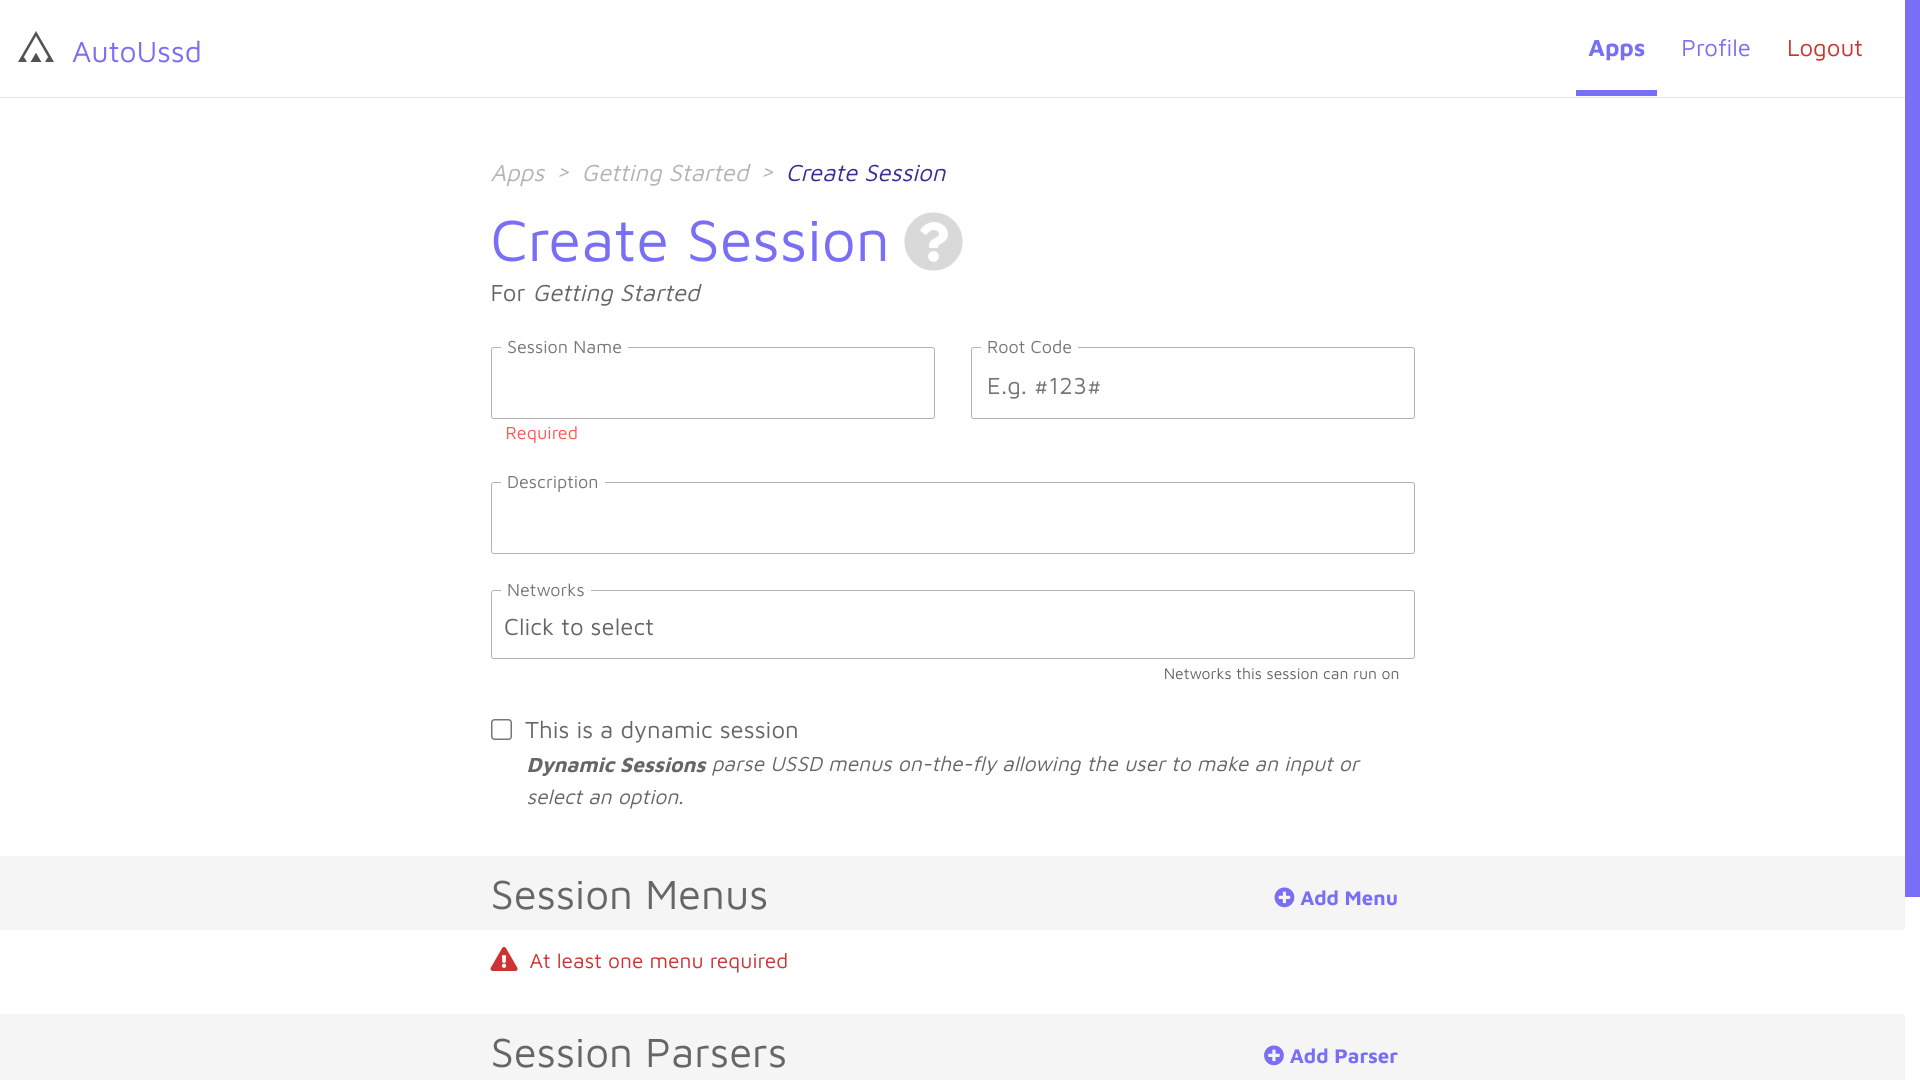 AutoUssd
Apps Profile Logout
Apps > Getting Started > Create Session
Create Session ?
For Getting Started
Session Name
Root Code
E.g. #123#
Required
Description
Networks
Click to select
Networks this session can run on
This is a dynamic session
Dynamic Sessions parse USSD menus on-the-fly allowing the user to make an input or
select an option.
Session Menus
Add Menu
At least one menu required
Session Parsers
Add Parser